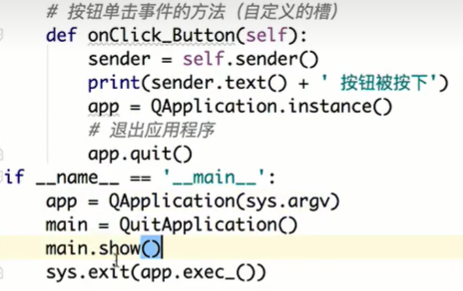 # 按钮单击事件的方法（自定义的槽）
def onClick_Button(self):
sender = self.sender()
print(sender.text() + ' 按钮被按下')
app = QApplication.instance()
# 退出应用程序
app.quit()
if __name__ == '__main__':
app = QApplication(sys.argv)
main = QuitApplication()
main.show()
sys.exit(app.exec_())